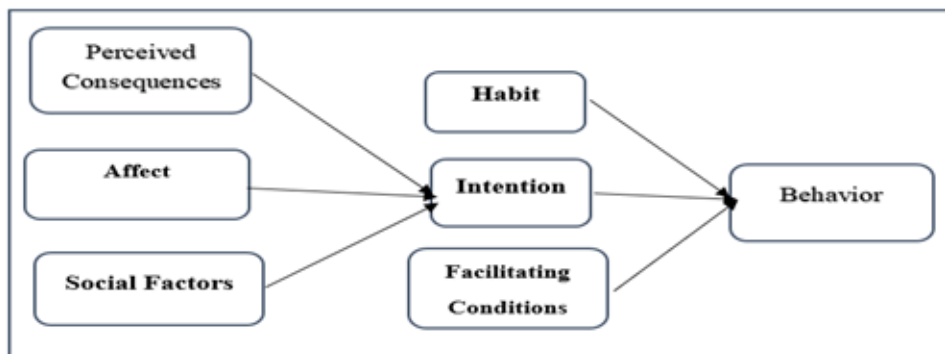 Perceived
Consequences
Affect
Social Factors
Habit
Intention
Facilitating
Conditions
Behavior